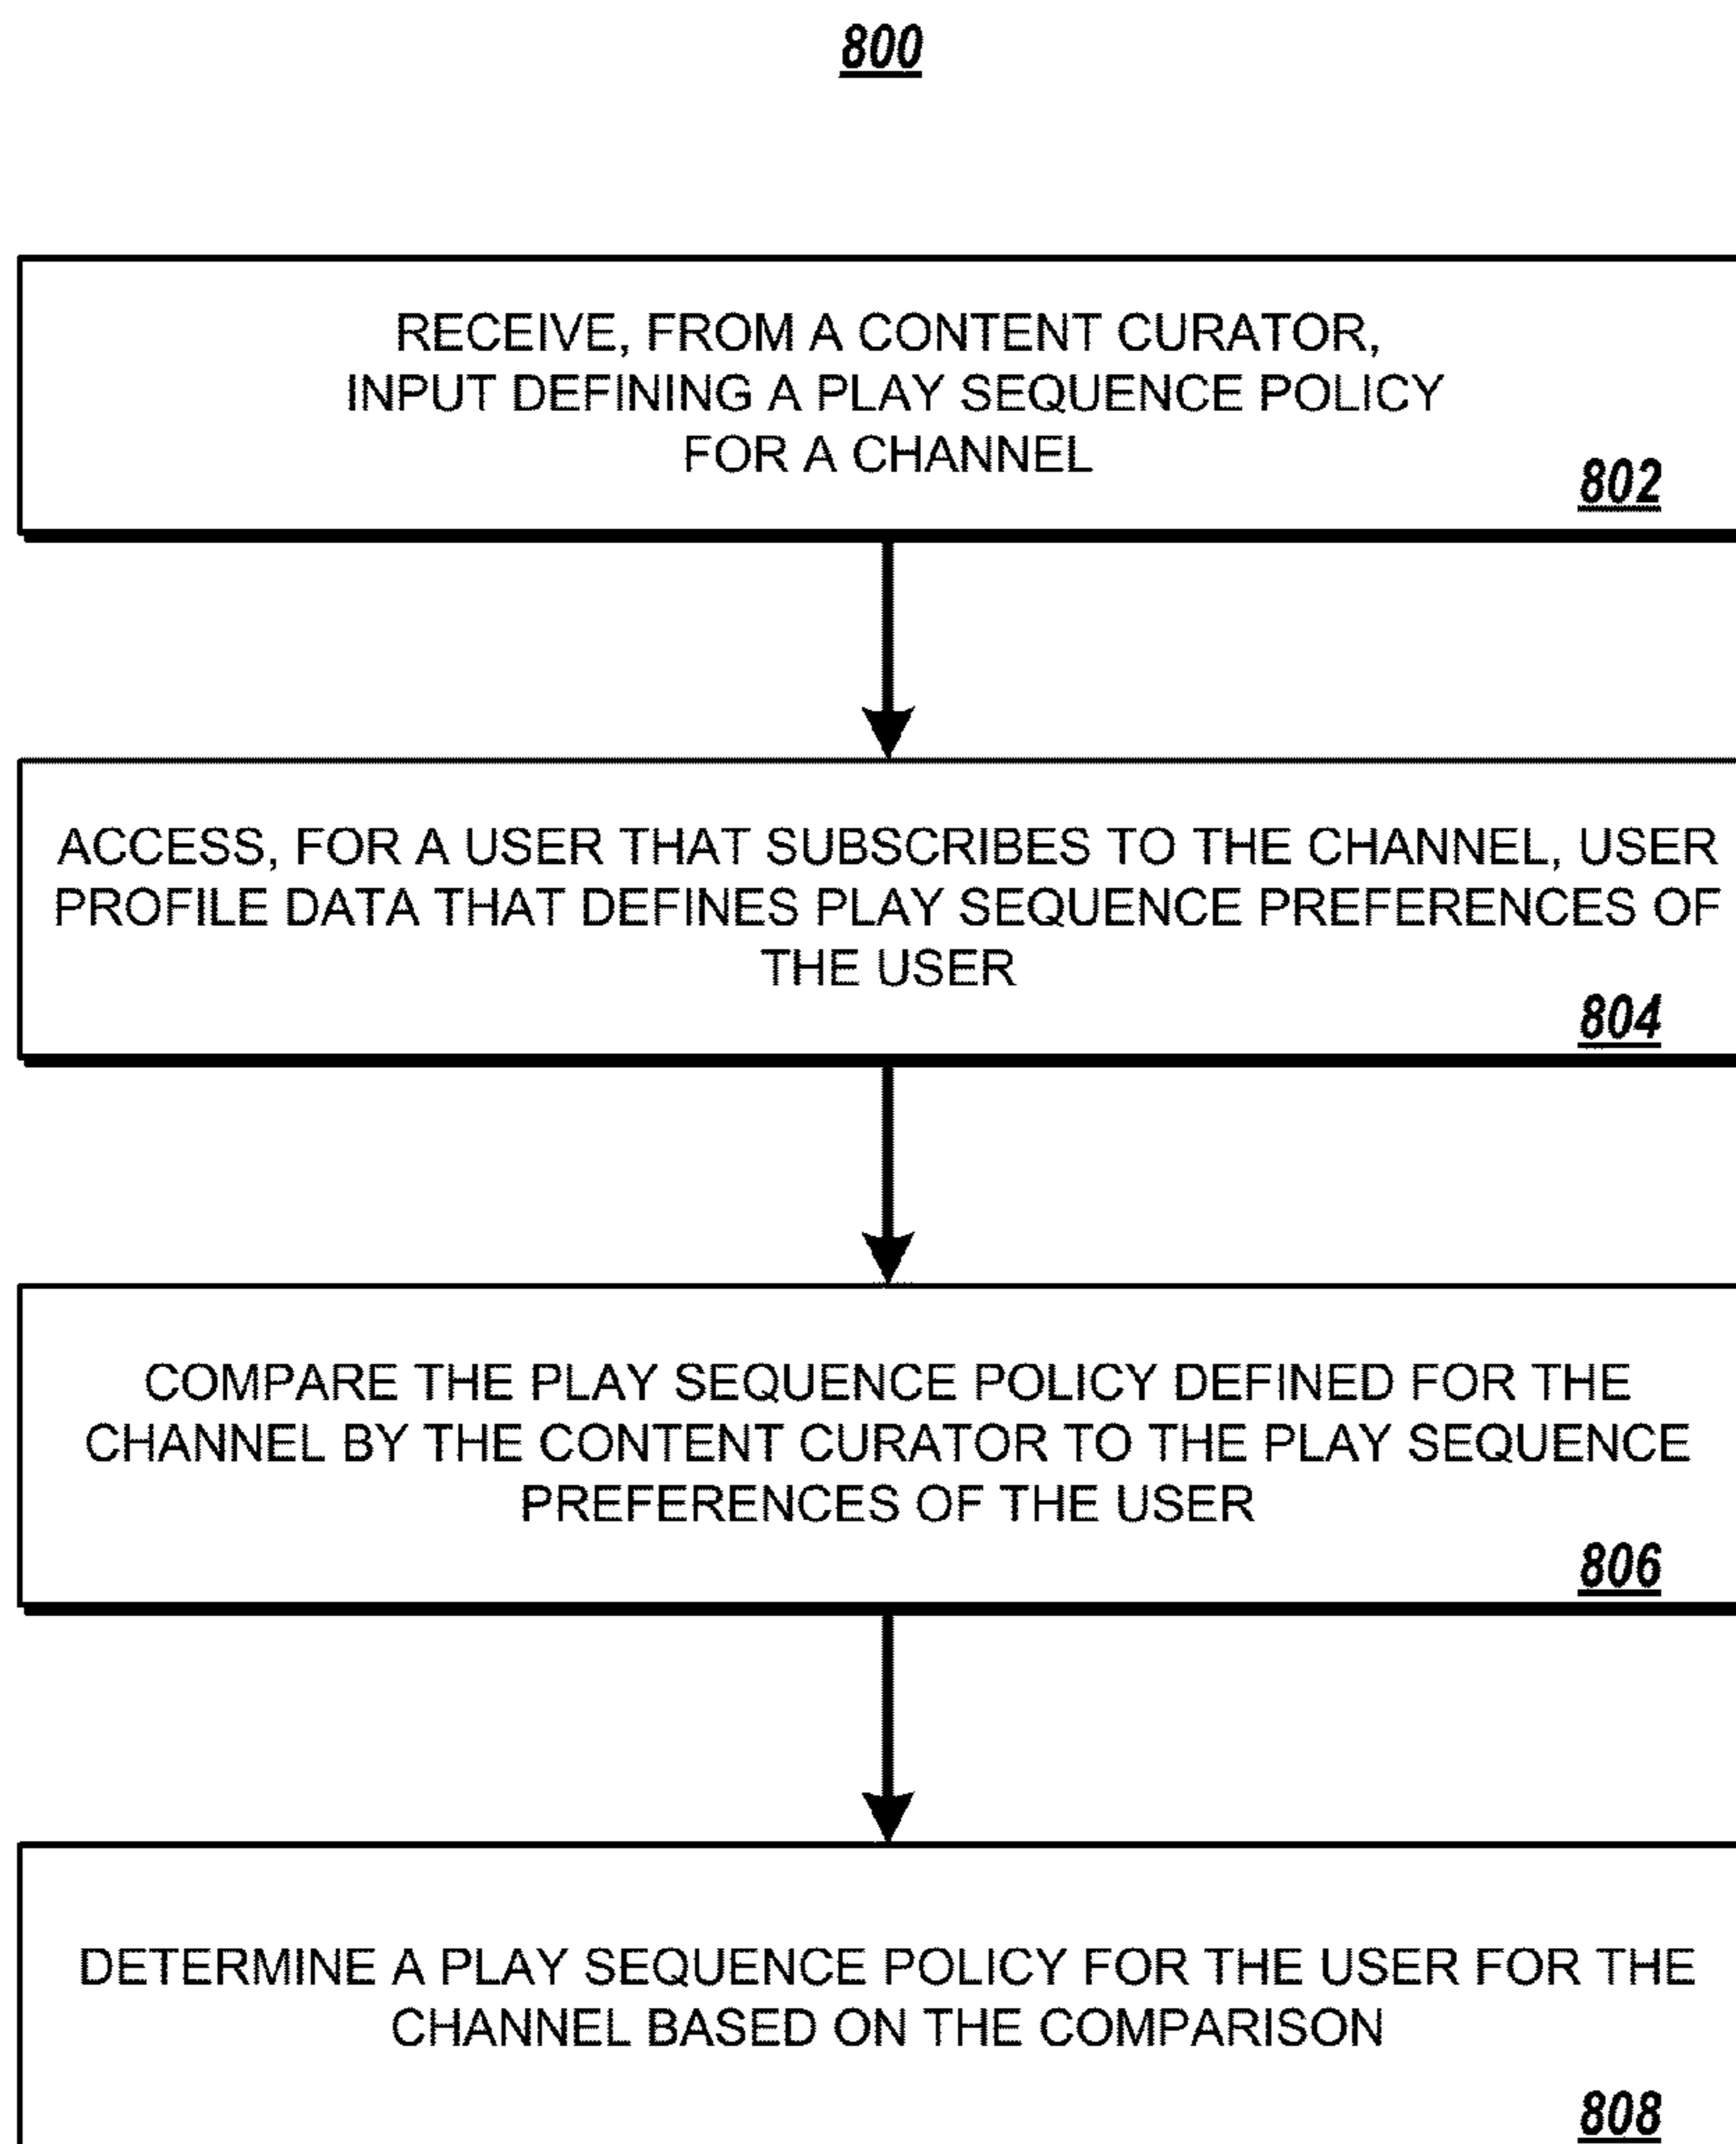 800
RECEIVE, FROM A CONTENT CURATOR,
INPUT DEFINING A PLAY SEQUENCE POLICY
FOR A CHANNEL
802
ACCESS, FOR A USER THAT SUBSCRIBES TO THE CHANNEL, USER
PROFILE DATA THAT DEFINES PLAY SEQUENCE PREFERENCES OF
THE USER
804
COMPARE THE PLAY SEQUENCE POLICY DEFINED FOR THE
CHANNEL BY THE CONTENT CURATOR TO THE PLAY SEQUENCE
PREFERENCES OF THE USER
806
DETERMINE A PLAY SEQUENCE POLICY FOR THE USER FOR THE
CHANNEL BASED ON THE COMPARISON
808